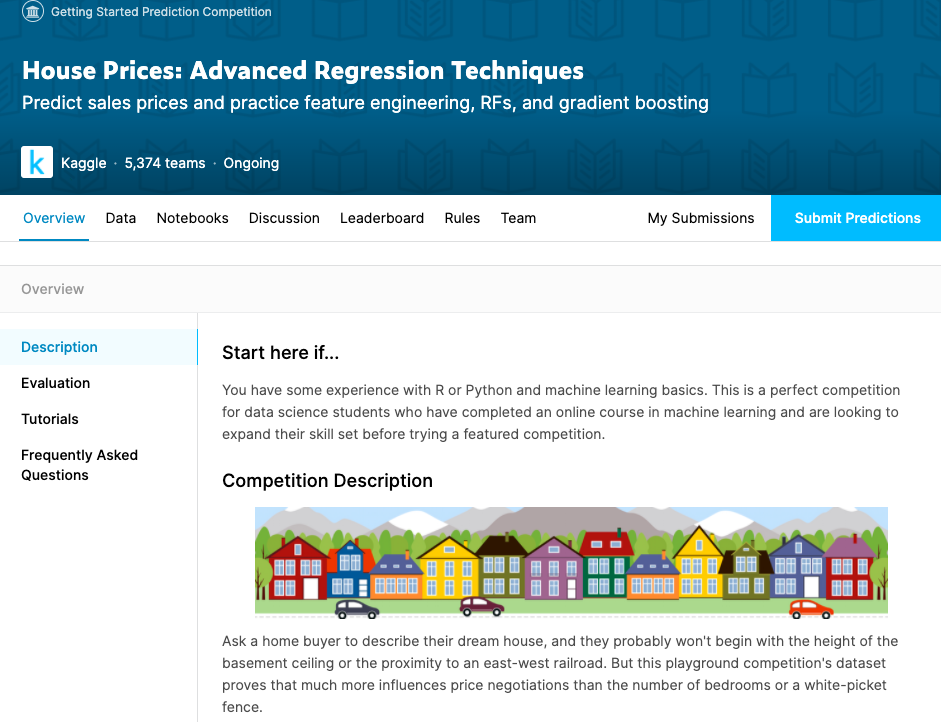 Getting Started Prediction Competition
House Prices: Advanced Regression Techniques
Predict sales prices and practice feature engineering, RFs, and gradient boosting
k Kaggle · 5,374 teams · Ongoing
Overview Data Notebooks Discussion Leaderboard Rules Team My Submissions Submit Predictions
Overview
Description
Evaluation
Tutorials
Frequently Asked
Questions
Start here if...
You have some experience with R or Python and machine learning basics. This is a perfect competition
for data science students who have completed an online course in machine learning and are looking to
expand their skill set before trying a featured competition.
Competition Description
Ask a home buyer to describe their dream house, and they probably won't begin with the height of the
basement ceiling or the proximity to an east-west railroad. But this playground competition's dataset
proves that much more influences price negotiations than the number of bedrooms or a white-picket
fence.